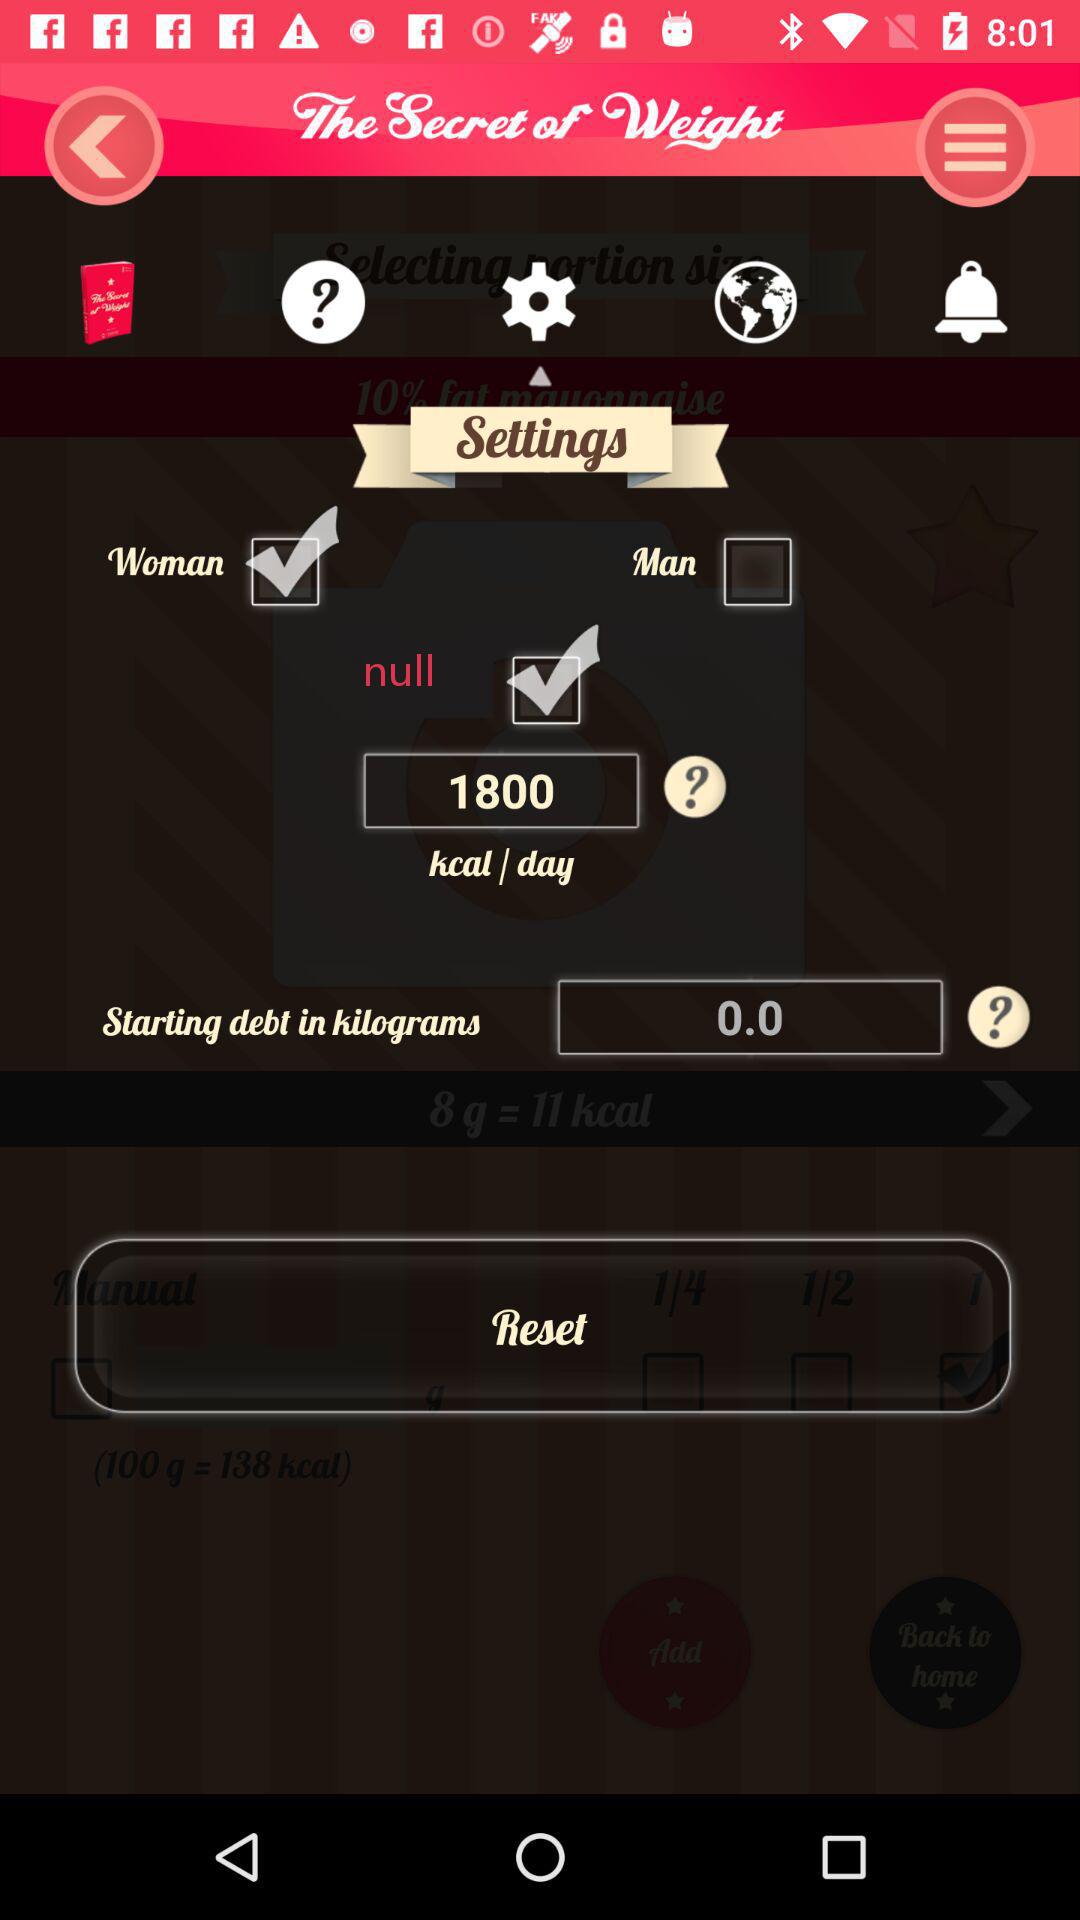 FAKE
8:01
The Secret of Weight
Selecting portion size
The Secret
of Weight
?
10% fat mayonnaise
Settings
Woman
Man
null
1800
?
kcal / day
Starting debt in kilograms
0.0
?
8 g = 11 kcal
Manual
1/4
1/2
1
Reset
g
(100 g = 138 kcal)
Add
Back to
home